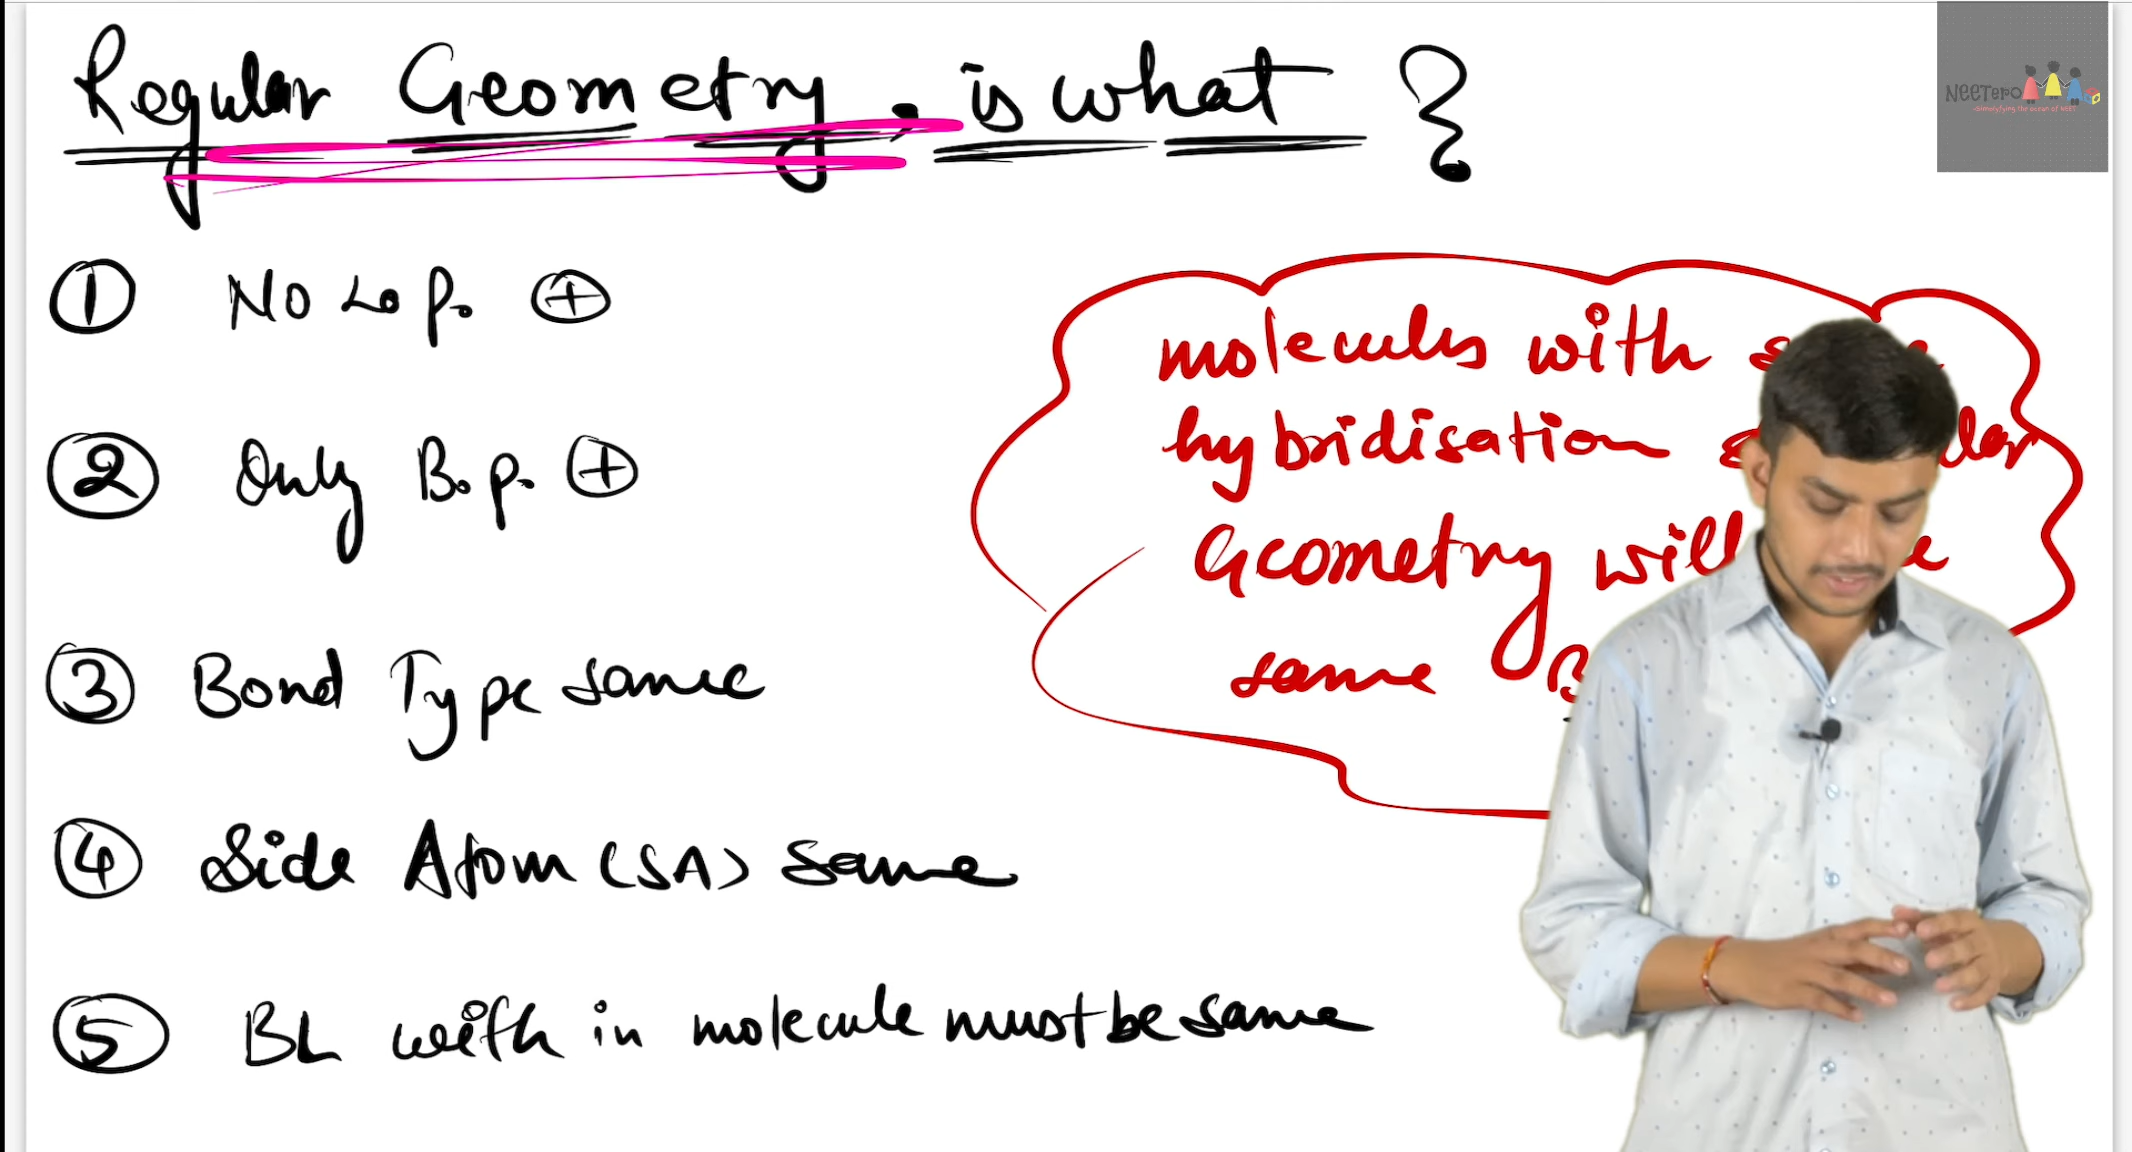 Regular Geometry, is what ?
① No L.P. ⊕
② Only B.P. ⊕
③ Bond Type same
④ Side Atom (SA) same
⑤ BL with in molecule must be same
molecules with
hybridisation
Geometry will
same
NEETepo